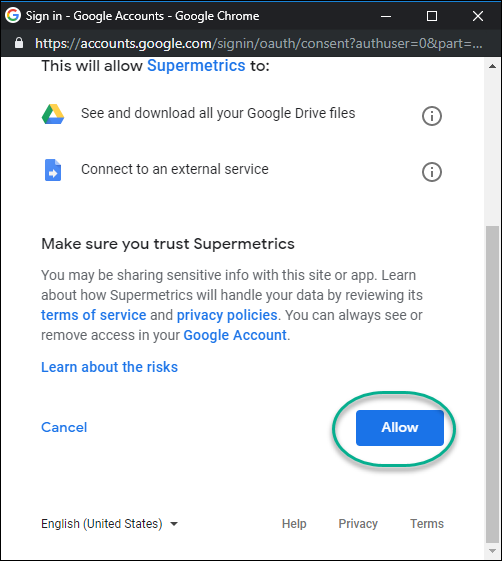 Sign in - Google Accounts - Google Chrome
https://accounts.google.com/signin/oauth/consent?authuser=0&part=...
This will allow Supermetrics to:
See and download all your Google Drive files
Connect to an external service
Make sure you trust Supermetrics
You may be sharing sensitive info with this site or app. Learn
about how Supermetrics will handle your data by reviewing its
terms of service and privacy policies. You can always see or
remove access in your Google Account.
Learn about the risks
Cancel
Allow
English (United States)
Help Privacy Terms